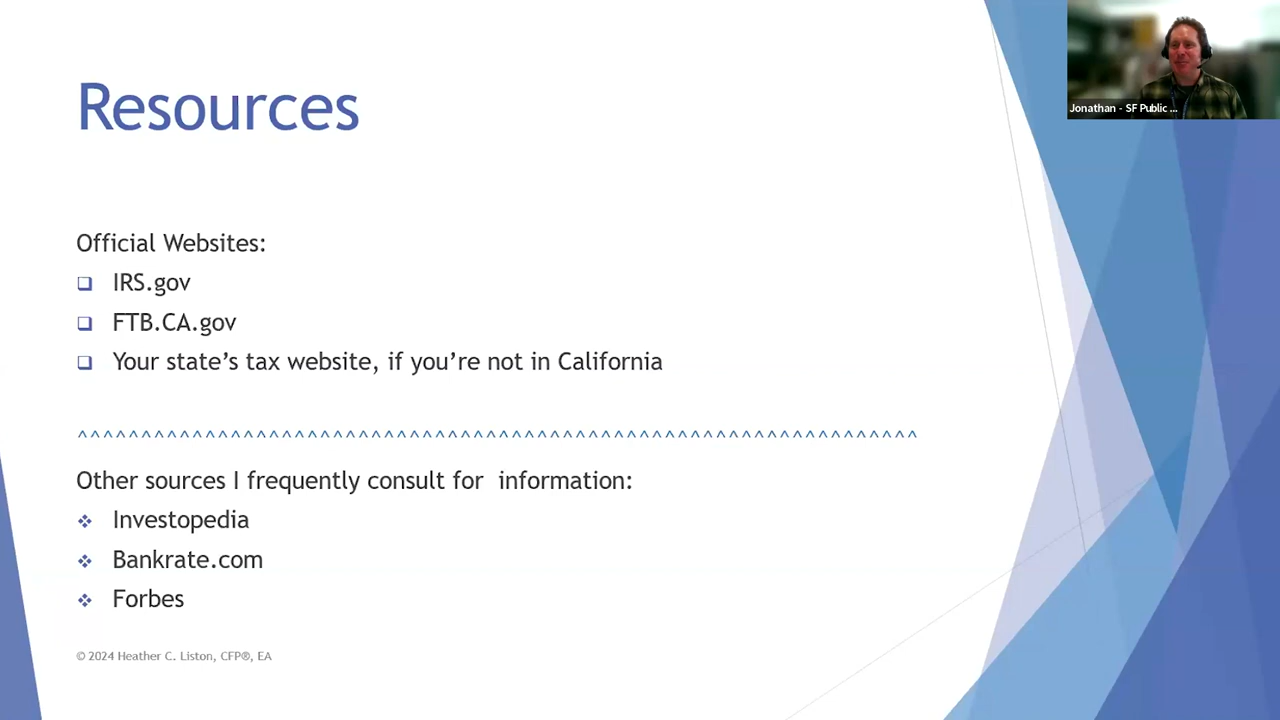 Resources
Jonathan - SF Public ...
Official Websites:
❑ IRS.gov
❑ FTB.CA.gov
❑ Your state’s tax website, if you’re not in California
^^^^^^^^^^^^^^^^^^^^^^^^^^^^^^^^^^^^^^^^^^^^^^^^^^^^^^^^^^^^^^^^^^
Other sources I frequently consult for  information:
❖ Investopedia
❖ Bankrate.com
❖ Forbes
© 2024 Heather C. Liston, CFP®, EA